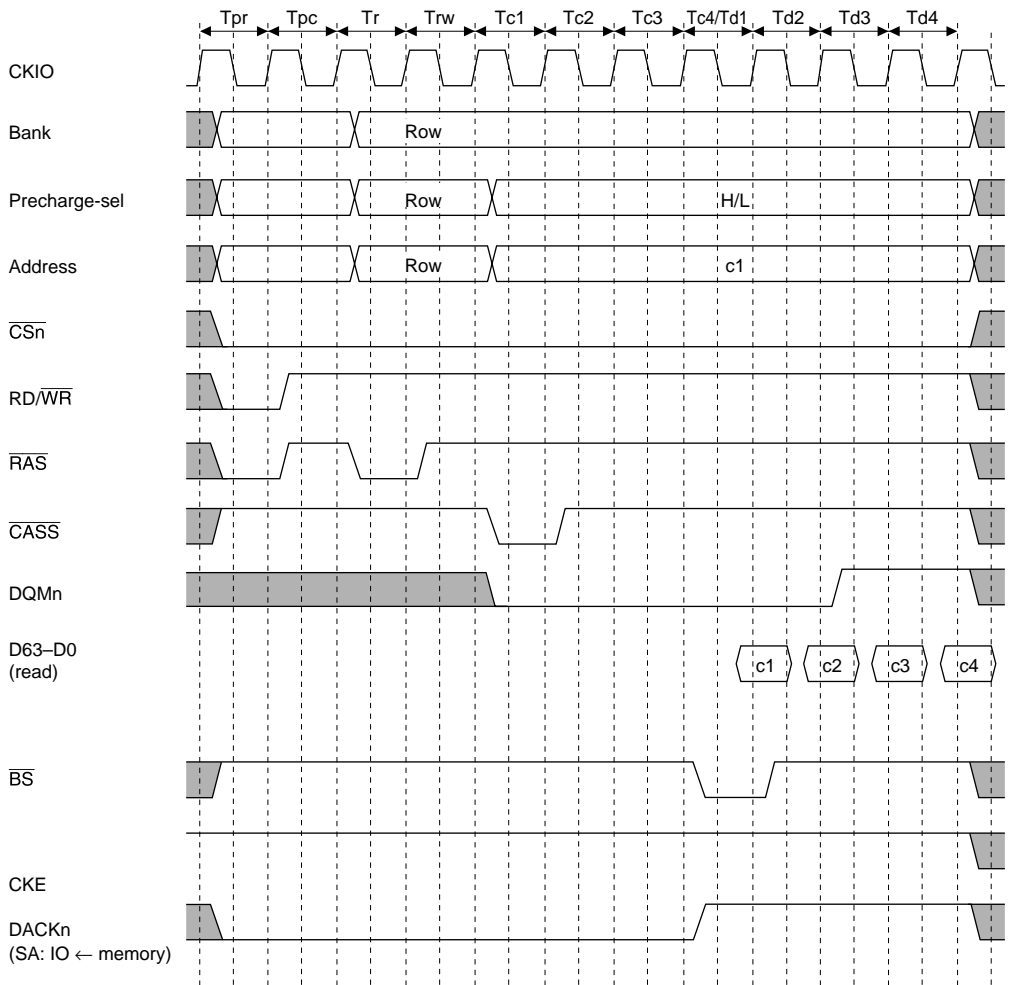 Tpr Tpc Tr Trw Tc1 Tc2 Tc3 Tc4/Td1 Td2 Td3 Td4
CKIO
Bank Row
Precharge-sel Row H/L
Address Row c1
CSn
RD/WR
RAS
CASS
DQMn
D63–D0
(read) c1 c2 c3 c4
BS
CKE
DACKn
(SA: IO ← memory)